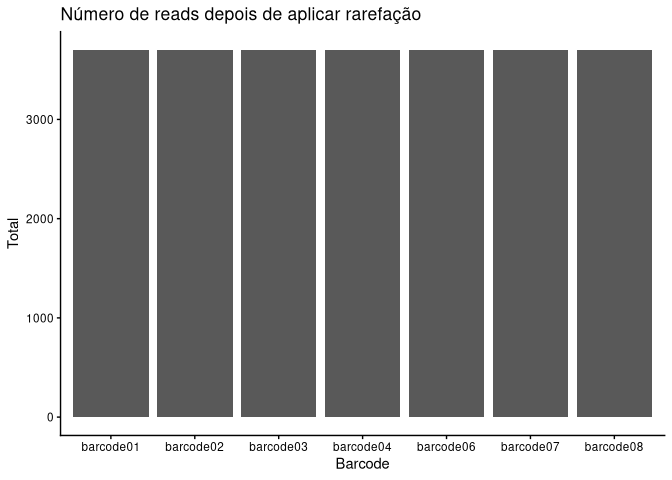 Número de reads depois de aplicar rarefação
Total
3000
2000
1000
0
barcode01 barcode02 barcode03 barcode04 barcode06 barcode07 barcode08
Barcode